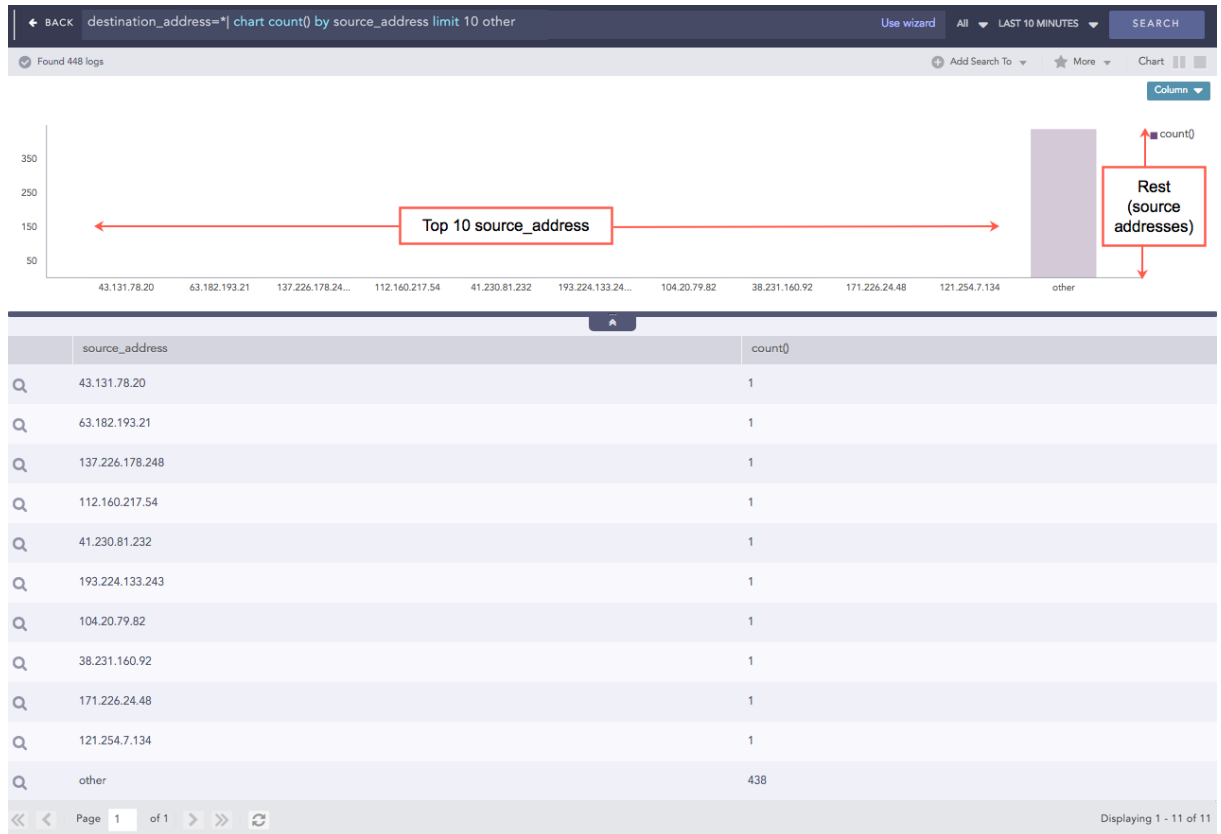 BACK destination_address=*| chart count() by source_address limit 10 other Use wizard All LAST 10 MINUTES SEARCH
Found 448 logs Add Search To More Chart
Column
count()
350
250
150
50
Top 10 source_address
Rest
(source
addresses)
43.131.78.20 63.182.193.21 137.226.178.24... 112.160.217.54 41.230.81.232 193.224.133.24... 104.20.79.82 38.231.160.92 171.226.24.48 121.254.7.134 other
source_address count()
43.131.78.20 1
63.182.193.21 1
137.226.178.248 1
112.160.217.54 1
41.230.81.232 1
193.224.133.243 1
104.20.79.82 1
38.231.160.92 1
171.226.24.48 1
121.254.7.134 1
other 438
Page 1 of 1 Displaying 1 - 11 of 11